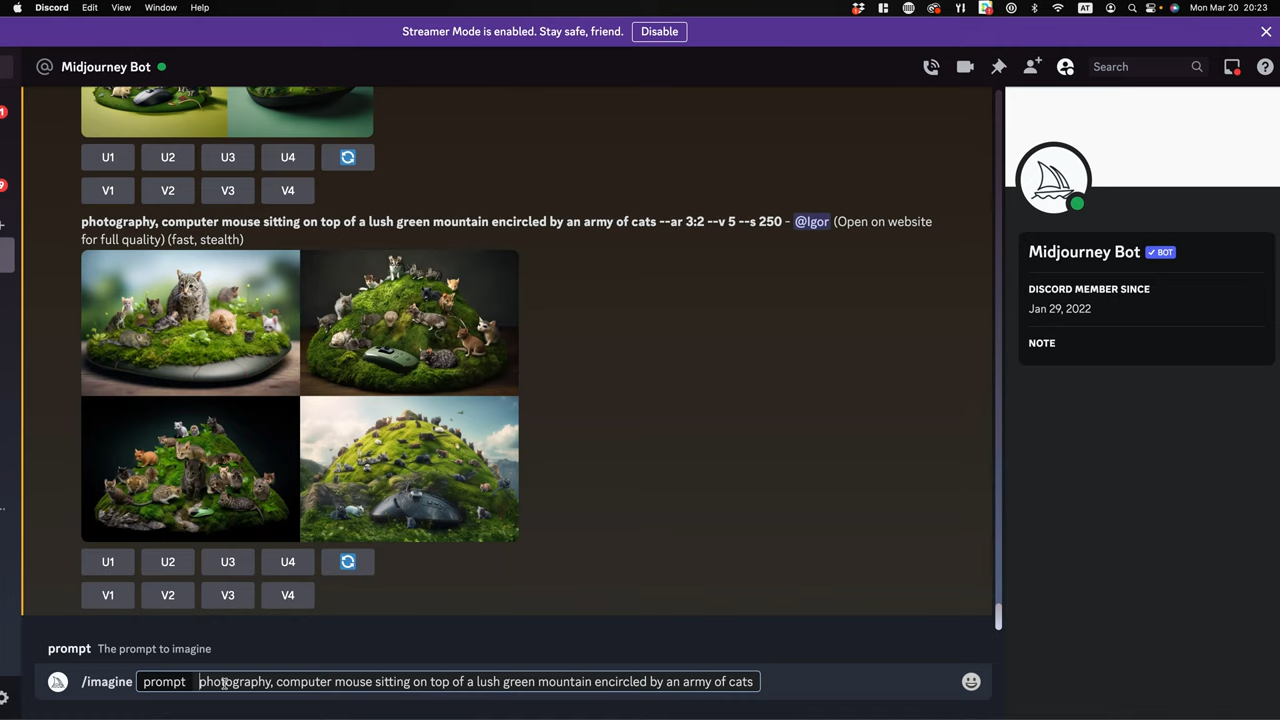 Discord Edit View Window Help
AT Mon Mar 20 20:23
Streamer Mode is enabled. Stay safe, friend. Disable
@ Midjourney Bot
Search
U1 U2 U3 U4
V1 V2 V3 V4
photography, computer mouse sitting on top of a lush green mountain encircled by an army of cats --ar 3:2 --v 5 --s 250 - @Igor (Open on website
for full quality) (fast, stealth)
U1 U2 U3 U4
V1 V2 V3 V4
prompt The prompt to imagine
/imagine prompt photography, computer mouse sitting on top of a lush green mountain encircled by an army of cats
Midjourney Bot ✓ BOT
DISCORD MEMBER SINCE
Jan 29, 2022
NOTE
1
9